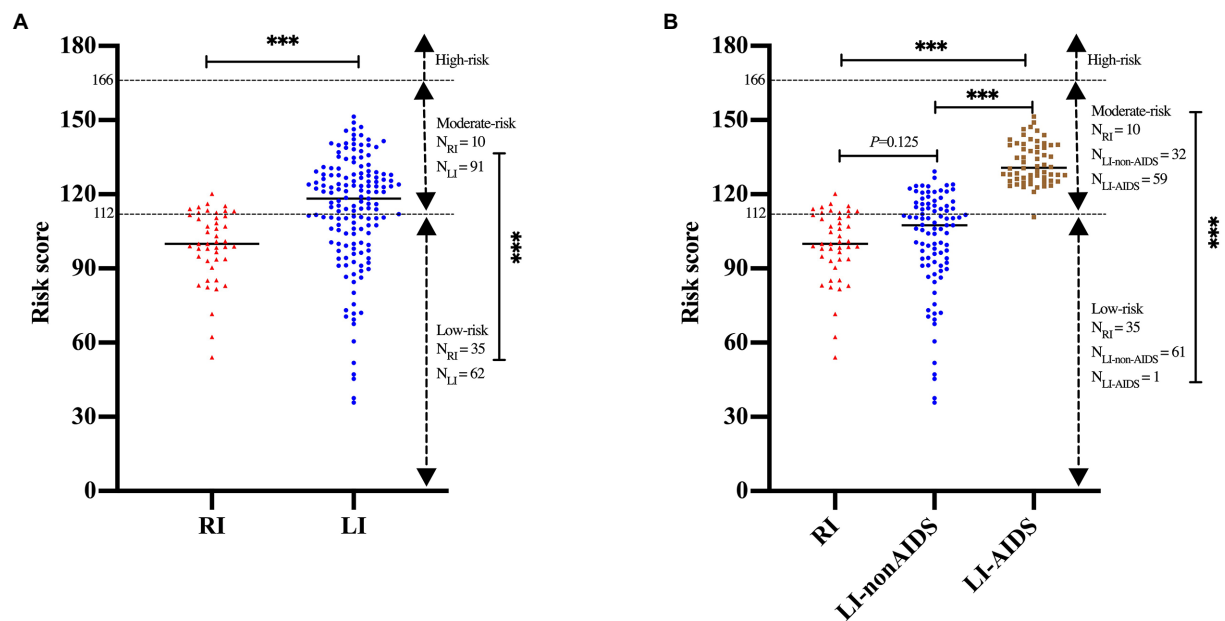 A
Risk score
180
150
120
90
60
30
0
166
112
***
High-risk
Moderate-risk
N_RI = 10
N_LI = 91
Low-risk
N_RI = 35
N_LI = 62
***
RI
LI
B
Risk score
180
150
120
90
60
30
0
166
112
***
***
P=0.125
High-risk
Moderate-risk
N_RI = 10
N_LI-non-AIDS = 32
N_LI-AIDS = 59
Low-risk
N_RI = 35
N_LI-non-AIDS = 61
N_LI-AIDS = 1
***
RI
LI-nonAIDS
LI-AIDS